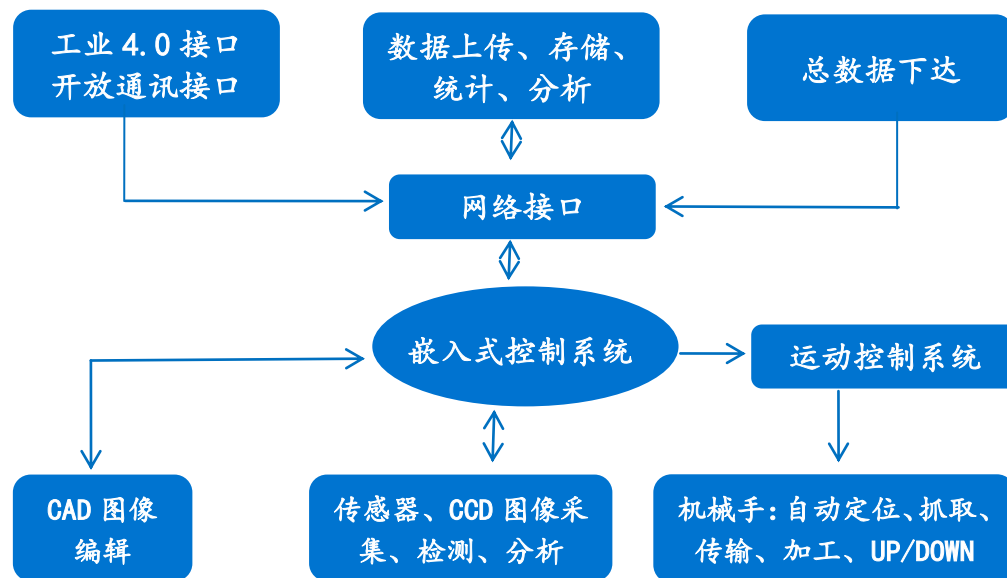 工业 4.0 接口
开放通讯接口
数据上传、存储、
统计、分析
总数据下达
网络接口
嵌入式控制系统
运动控制系统
CAD 图像
编辑
传感器、CCD 图像采
集、检测、分析
机械手:自动定位、抓取、
传输、加工、UP/DOWN